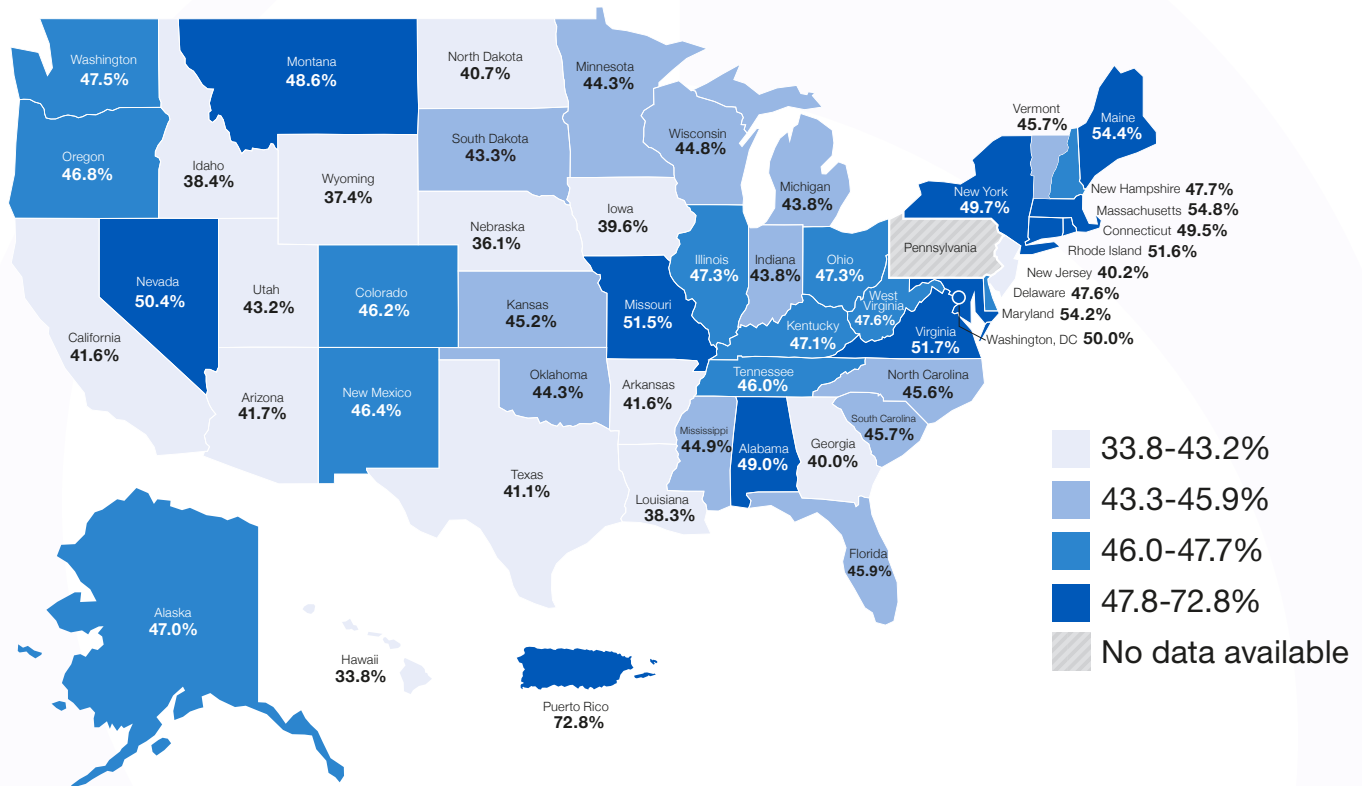 Washington
47.5%
Montana
48.6%
North Dakota
40.7%
Minnesota
44.3%
Vermont
45.7%
Maine
54.4%
Oregon
46.8%
Idaho
38.4%
Wyoming
37.4%
South Dakota
43.3%
Wisconsin
44.8%
Michigan
43.8%
New York
49.7%
New Hampshire 47.7%
Massachusetts 54.8%
Connecticut 49.5%
Rhode Island 51.6%
New Jersey 40.2%
Delaware 47.6%
Maryland 54.2%
Washington, DC 50.0%
Nebraska
36.1%
Iowa
39.6%
Pennsylvania
Nevada
50.4%
Utah
43.2%
Colorado
46.2%
Kansas
45.2%
Missouri
51.5%
Illinois
47.3%
Indiana
43.8%
Ohio
47.3%
West
Virginia
47.6%
Virginia
51.7%
Kentucky
47.1%
California
41.6%
Arizona
41.7%
New Mexico
46.4%
Oklahoma
44.3%
Arkansas
41.6%
Tennessee
46.0%
North Carolina
45.6%
South Carolina
45.7%
Mississippi
44.9%
Alabama
49.0%
Georgia
40.0%
Texas
41.1%
Louisiana
38.3%
Florida
45.9%
Alaska
47.0%
Hawaii
33.8%
Puerto Rico
72.8%
33.8-43.2%
43.3-45.9%
46.0-47.7%
47.8-72.8%
No data available